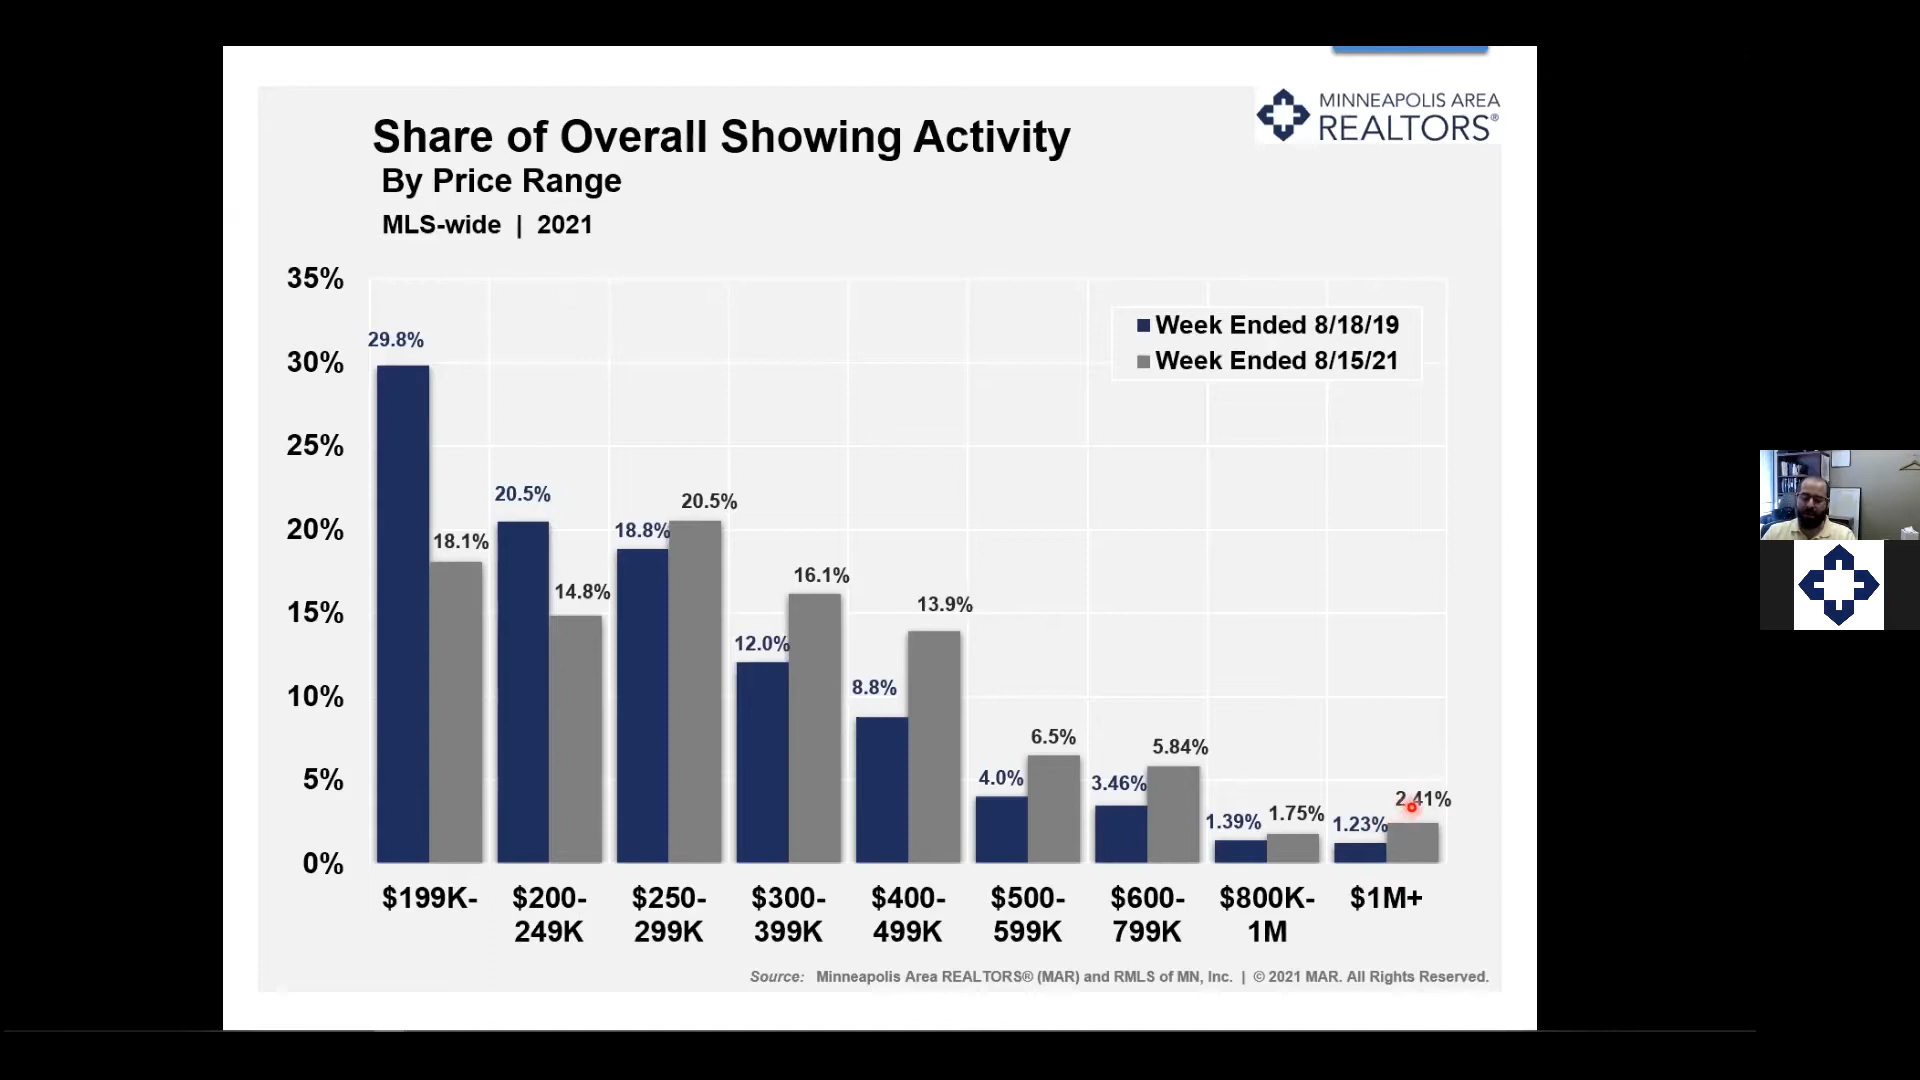 MINNEAPOLIS AREA
REALTORS®
Share of Overall Showing Activity
By Price Range
MLS-wide | 2021
35%
30%
25%
20%
15%
10%
5%
0%
Week Ended 8/18/19
Week Ended 8/15/21
29.8%
18.1%
20.5%
14.8%
18.8%
20.5%
12.0%
16.1%
8.8%
13.9%
4.0%
6.5%
3.46%
5.84%
1.39%
1.75%
1.23%
2.41%
$199K-
$200-
249K
$250-
299K
$300-
399K
$400-
499K
$500-
599K
$600-
799K
$800K-
1M
$1M+
Source: Minneapolis Area REALTORS® (MAR) and RMLS of MN, Inc. | © 2021 MAR. All Rights Reserved.